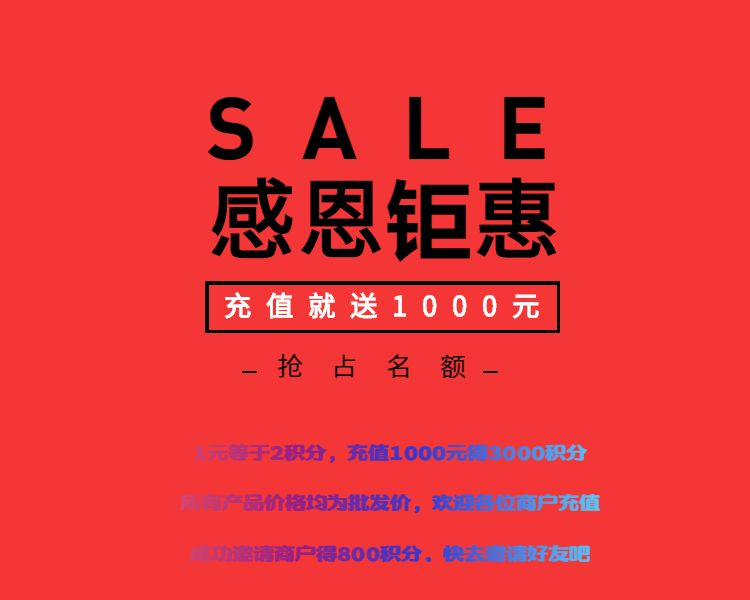 SALE
感恩钜惠
充值就送1000元
抢占名额
1元等于2积分，充值1000元得3000积分
所有产品价格均为批发价，欢迎各位商户充值
成功邀请商户得800积分．快去邀请好友吧